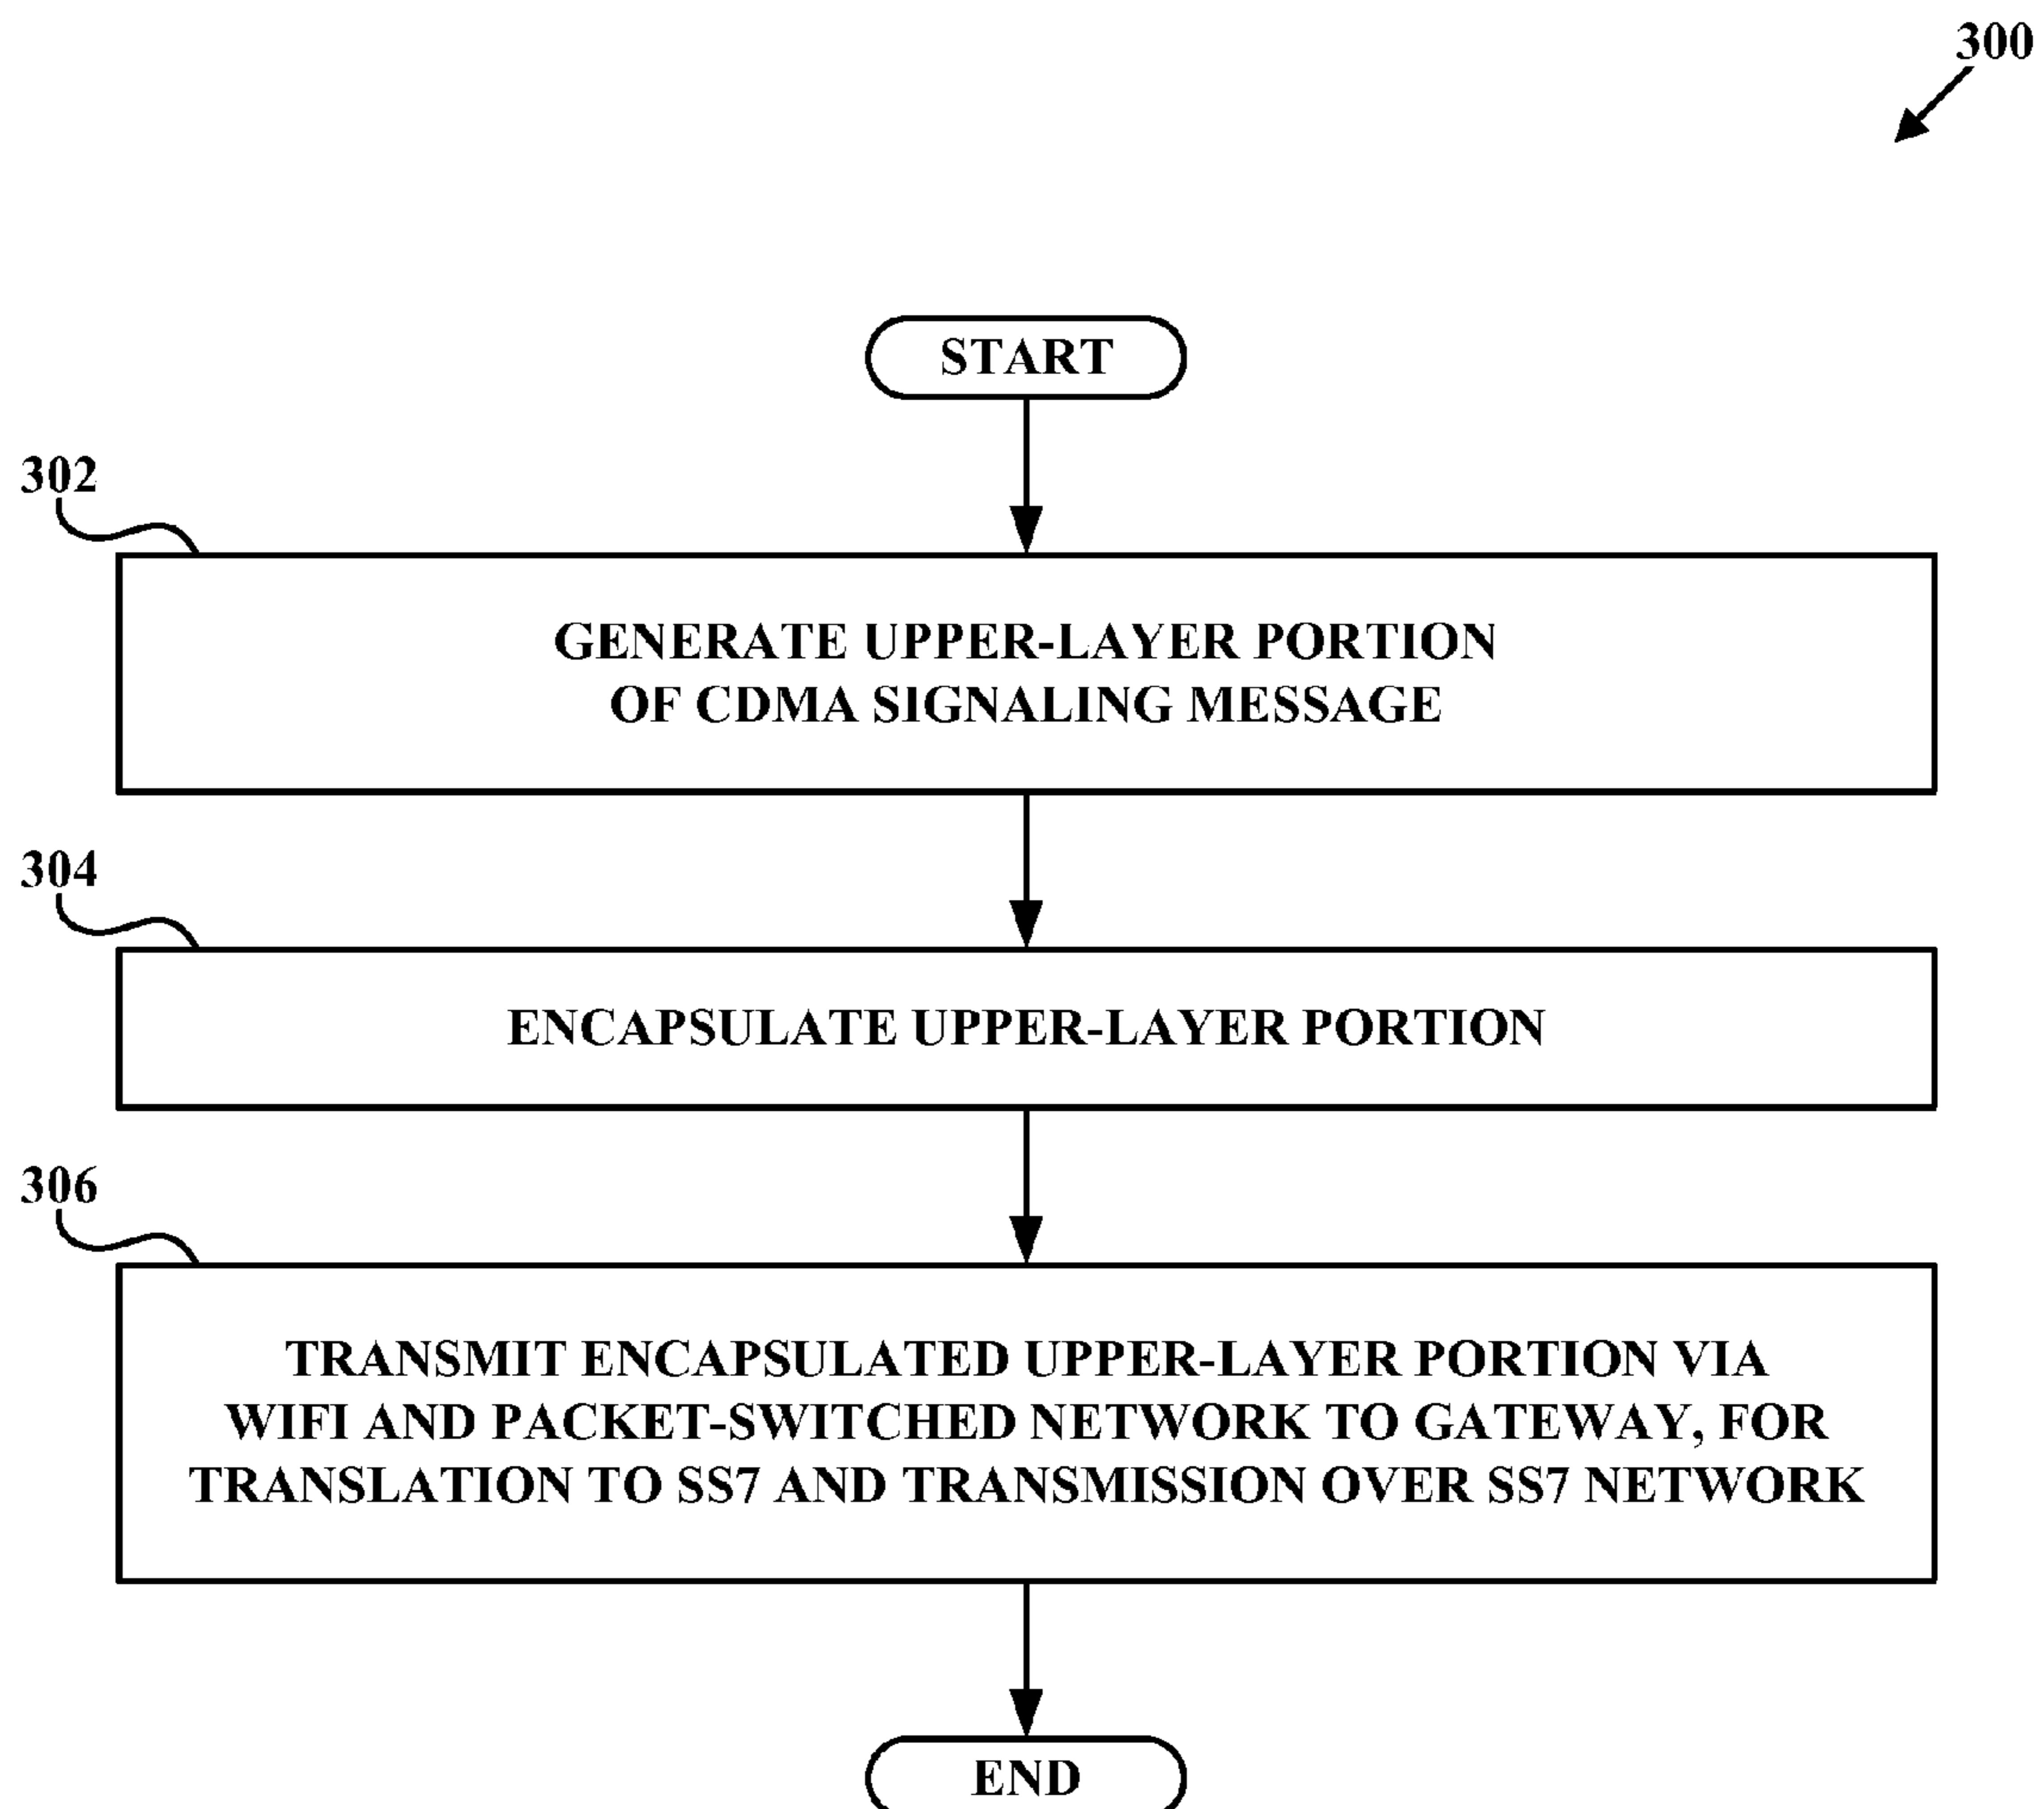 300
START
302
GENERATE UPPER-LAYER PORTION
OF CDMA SIGNALING MESSAGE
304
ENCAPSULATE UPPER-LAYER PORTION
306
TRANSMIT ENCAPSULATED UPPER-LAYER PORTION VIA
WIFI AND PACKET-SWITCHED NETWORK TO GATEWAY, FOR
TRANSLATION TO SS7 AND TRANSMISSION OVER SS7 NETWORK
END